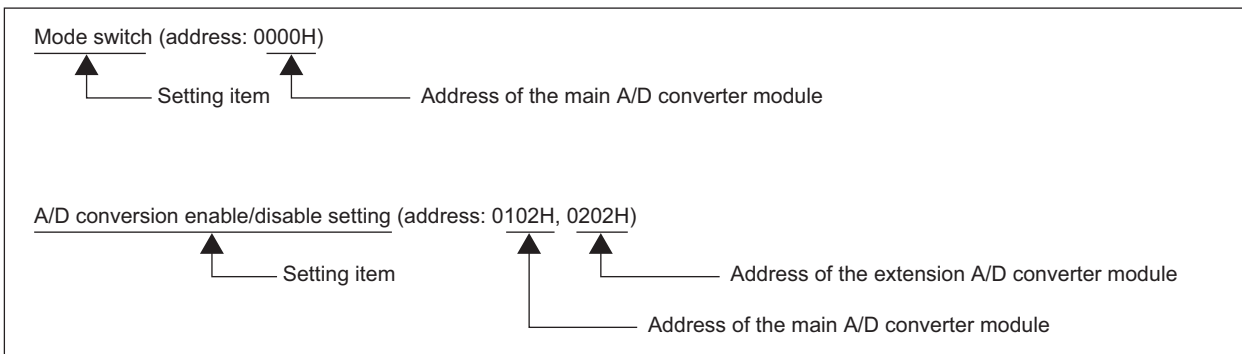 Mode switch (address: 0000H)
Setting item
Address of the main A/D converter module
A/D conversion enable/disable setting (address: 0102H, 0202H)
Setting item
Address of the extension A/D converter module
Address of the main A/D converter module